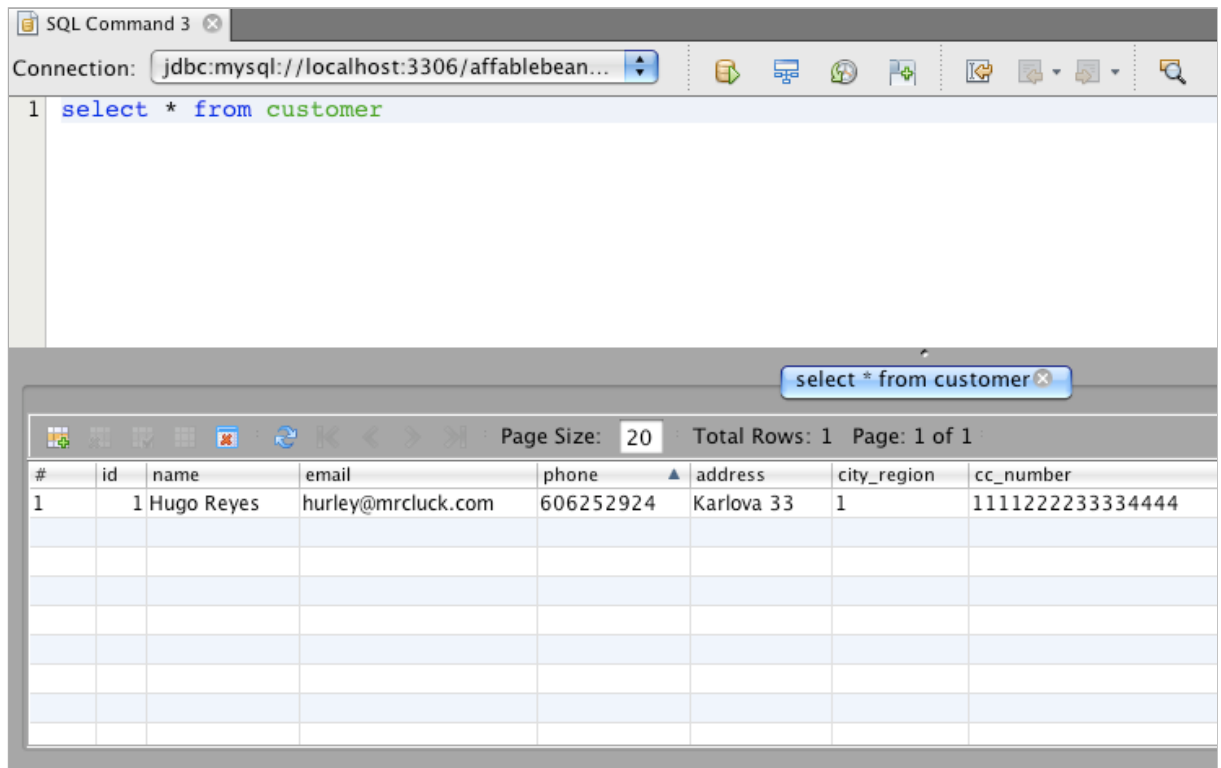 SQL Command 3
Connection: jdbc:mysql://localhost:3306/affablebean...
1 select * from customer
select * from customer
Page Size: 20 Total Rows: 1 Page: 1 of 1
# id name email phone address city_region cc_number
1 1 Hugo Reyes hurley@mrcluck.com 606252924 Karlova 33 1 1111222233334444